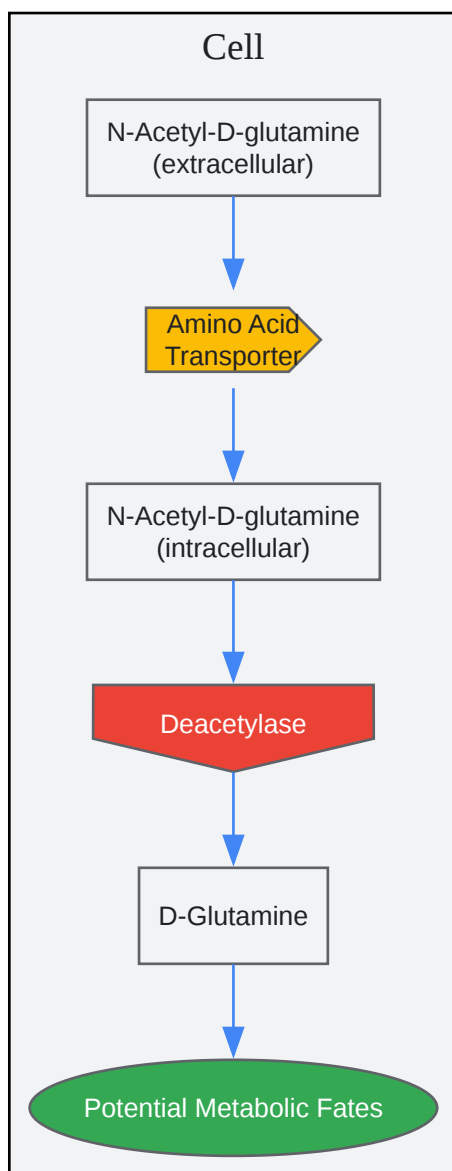 Cell
N-Acetyl-D-glutamine
(extracellular)
Amino Acid
Transporter
N-Acetyl-D-glutamine
(intracellular)
Deacetylase
D-Glutamine
Potential Metabolic Fates